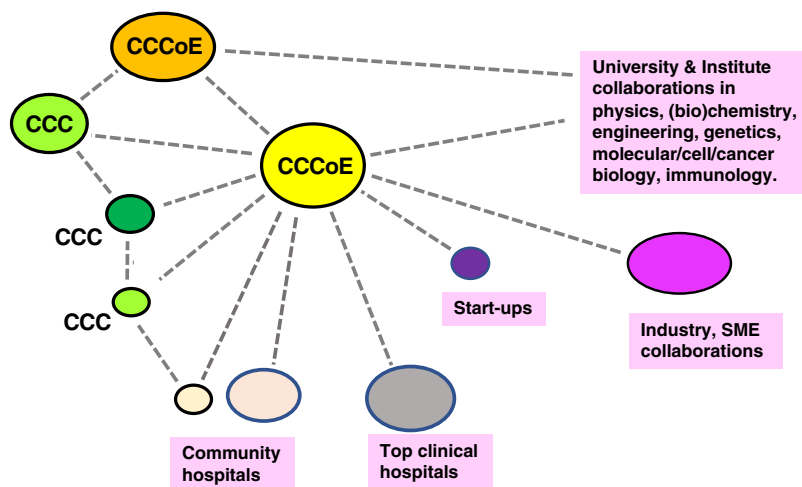 CCCoE
University & Institute
collaborations in
physics, (bio)chemistry,
engineering, genetics,
molecular/cell/cancer
biology, immunology.
CCC
CCCoE
CCC
Start-ups
CCC
Industry, SME
collaborations
Community
hospitals
Top clinical
hospitals